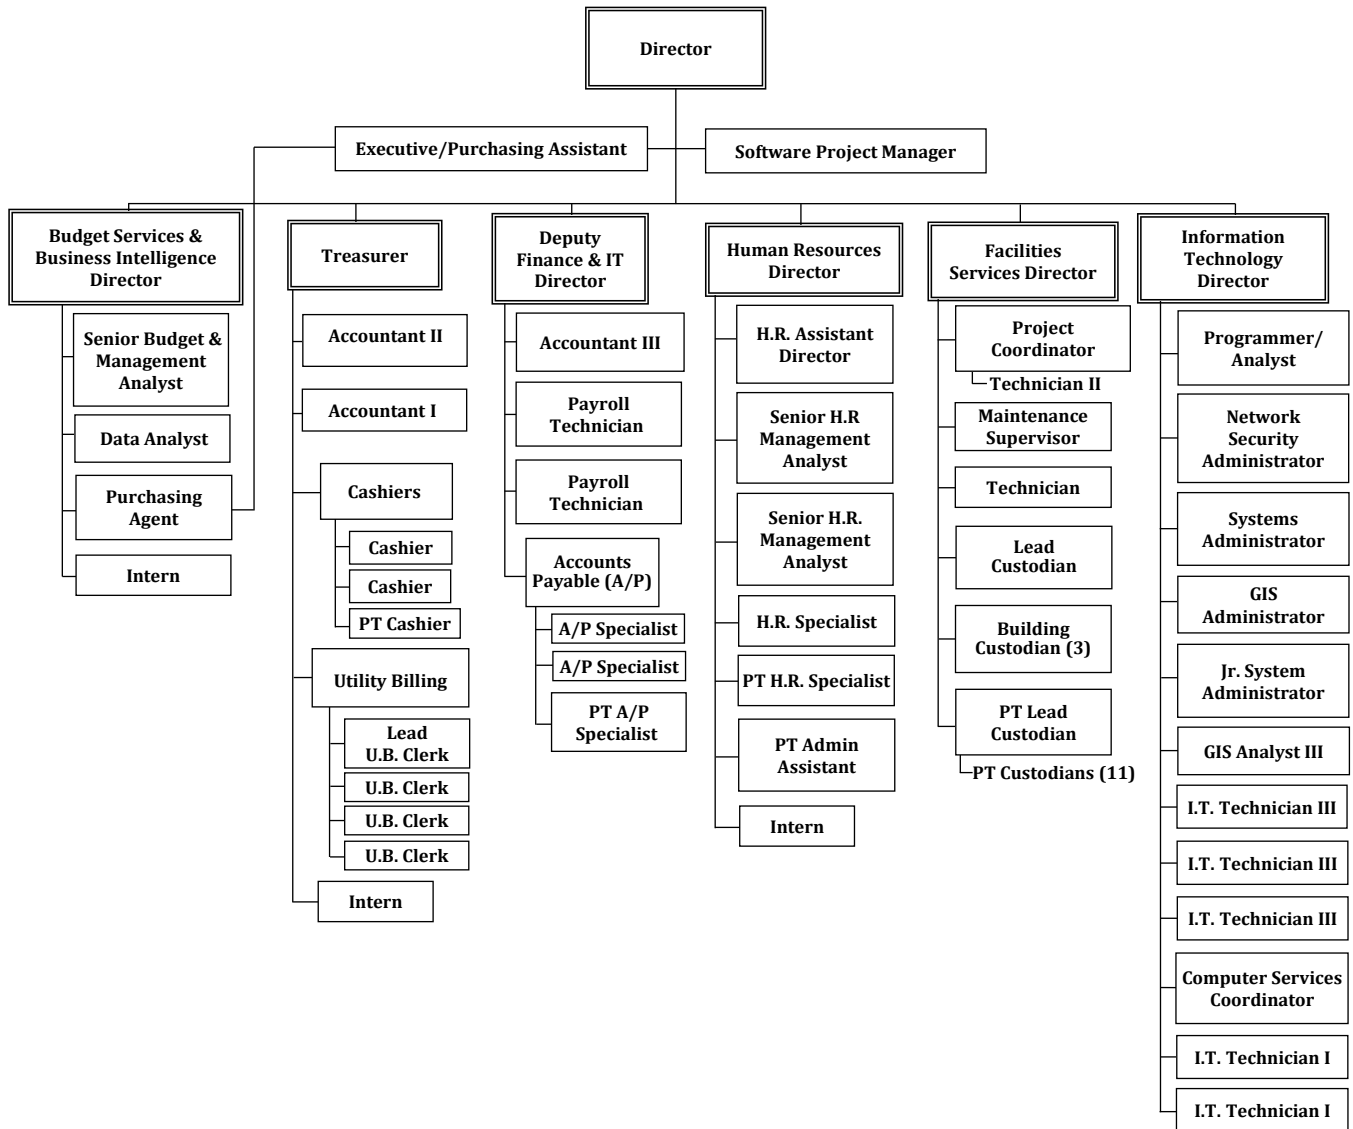 Director
Executive/Purchasing Assistant
Software Project Manager
Budget Services &
Business Intelligence
Director
Senior Budget &
Management
Analyst
Data Analyst
Purchasing
Agent
Intern
Treasurer
Accountant II
Accountant I
Cashiers
Cashier
Cashier
PT Cashier
Utility Billing
Lead
U.B. Clerk
U.B. Clerk
U.B. Clerk
U.B. Clerk
Intern
Deputy
Finance & IT
Director
Accountant III
Payroll
Technician
Payroll
Technician
Accounts
Payable (A/P)
A/P Specialist
A/P Specialist
PT A/P
Specialist
Human Resources
Director
H.R. Assistant
Director
Senior H.R
Management
Analyst
Senior H.R.
Management
Analyst
H.R. Specialist
PT H.R. Specialist
PT Admin
Assistant
Intern
Facilities
Services Director
Project
Coordinator
Technician II
Maintenance
Supervisor
Technician
Lead
Custodian
Building
Custodian (3)
PT Lead
Custodian
PT Custodians (11)
Information
Technology
Director
Programmer/
Analyst
Network
Security
Administrator
Systems
Administrator
GIS
Administrator
Jr. System
Administrator
GIS Analyst III
I.T. Technician III
I.T. Technician III
I.T. Technician III
Computer Services
Coordinator
I.T. Technician I
I.T. Technician I